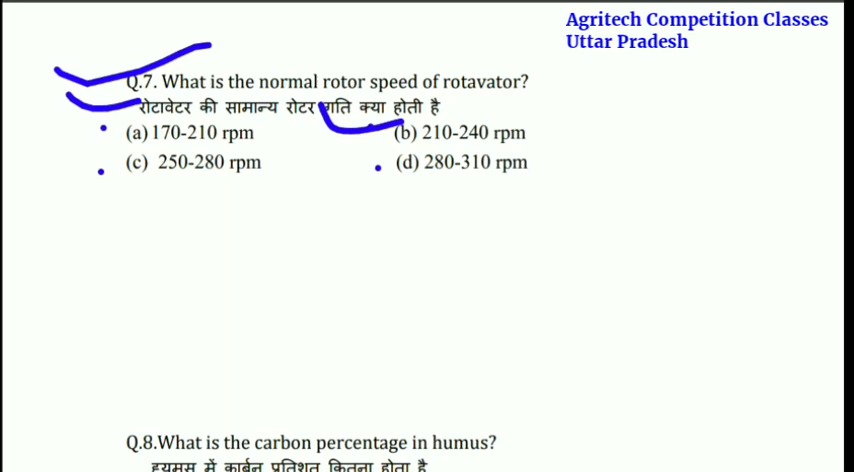 Agritech Competition Classes
Uttar Pradesh
Q.7. What is the normal rotor speed of rotavator?
रोटावेटर की सामान्य रोटर गति क्या होती है
(a) 170-210 rpm (b) 210-240 rpm
(c) 250-280 rpm (d) 280-310 rpm
Q.8.What is the carbon percentage in humus?
ह्यूमस में कार्बन प्रतिशत कितना होता है